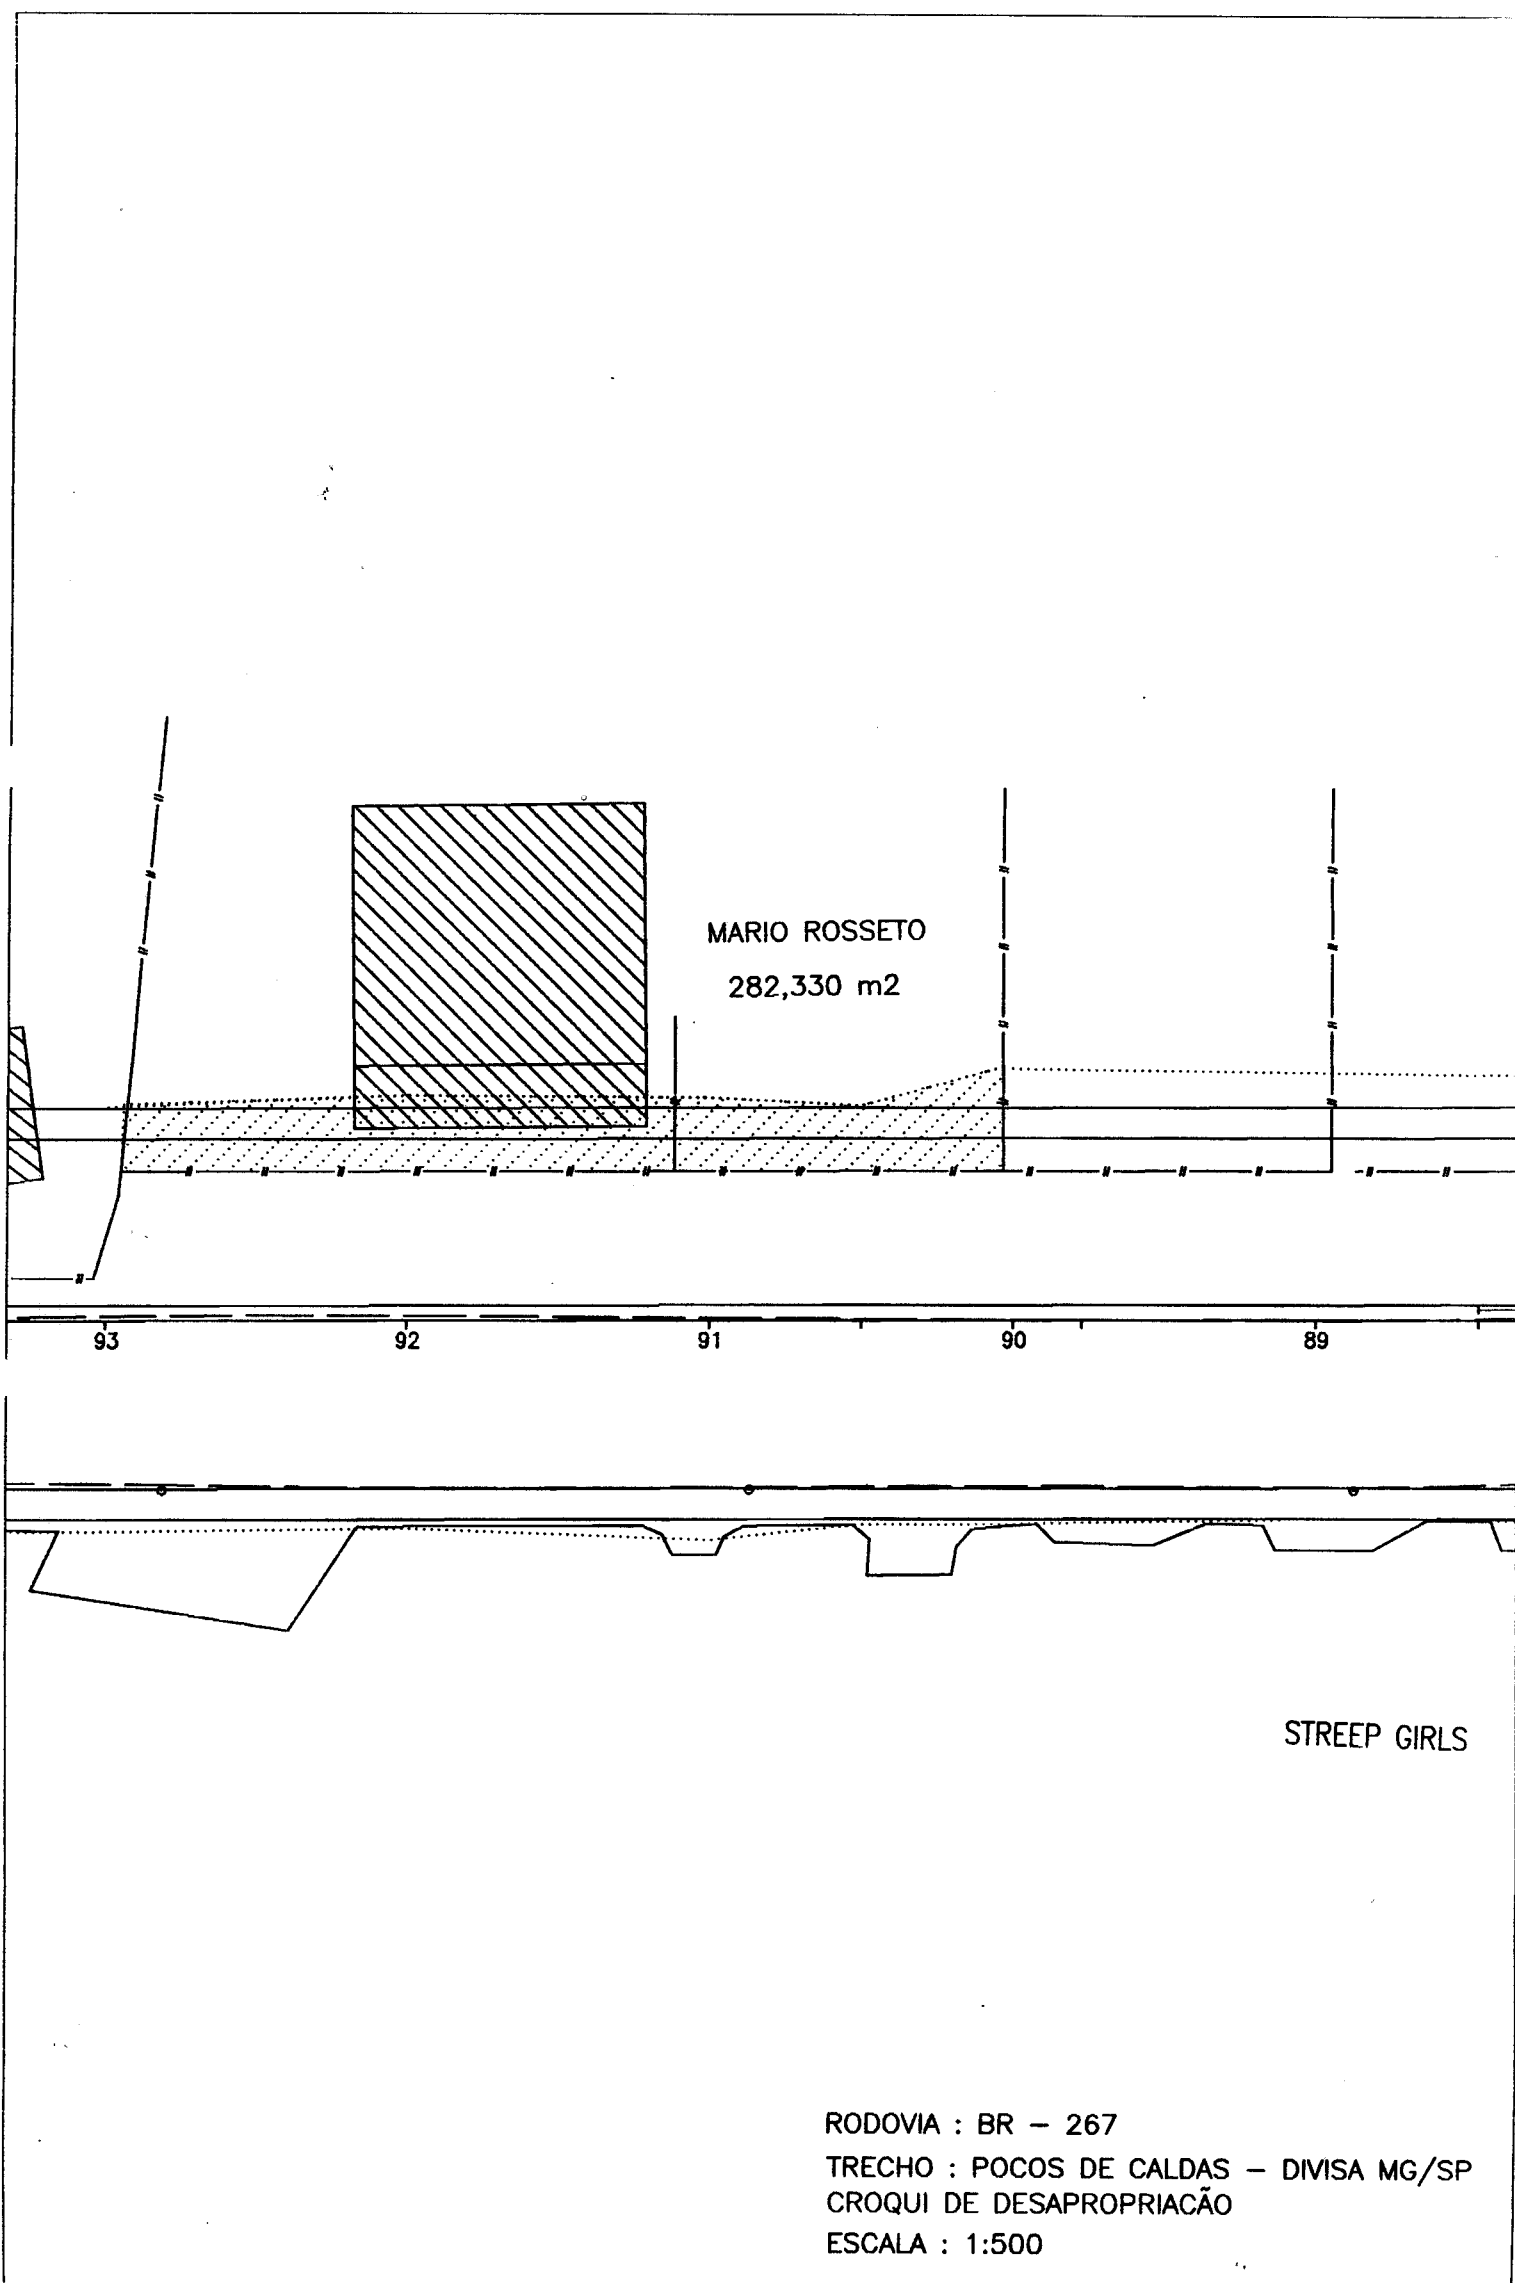 MARIO ROSSETO
282,330 m2
93 92 91 90 89
STREEP GIRLS
RODOVIA : BR - 267
TRECHO : POCOS DE CALDAS - DIVISA MG/SP
CROQUI DE DESAPROPRIACÃO
ESCALA : 1:500